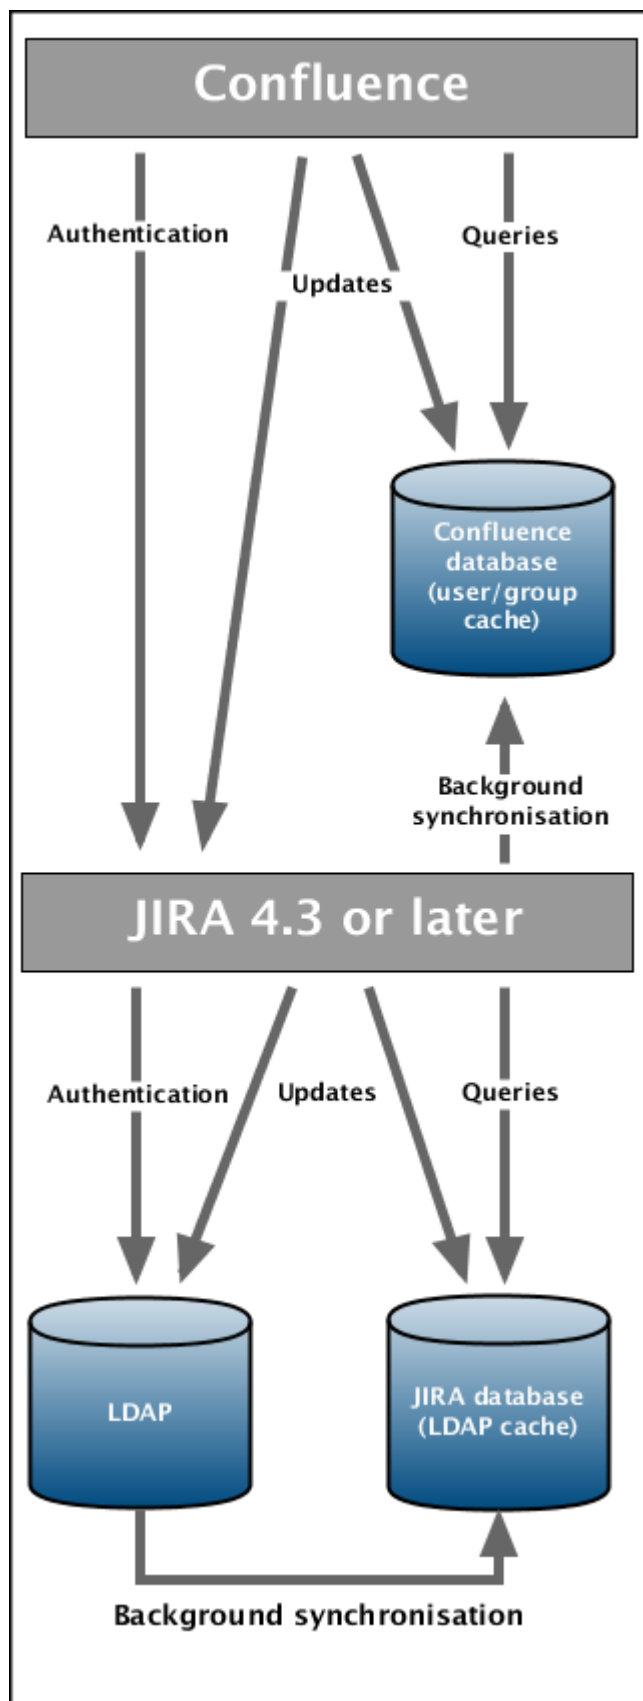 Confluence
Authentication
Queries
Updates
Confluence
database
(user/group
cache)
Background
synchronisation
JIRA 4.3 or later
Authentication
Updates
Queries
LDAP
JIRA database
(LDAP cache)
Background synchronisation